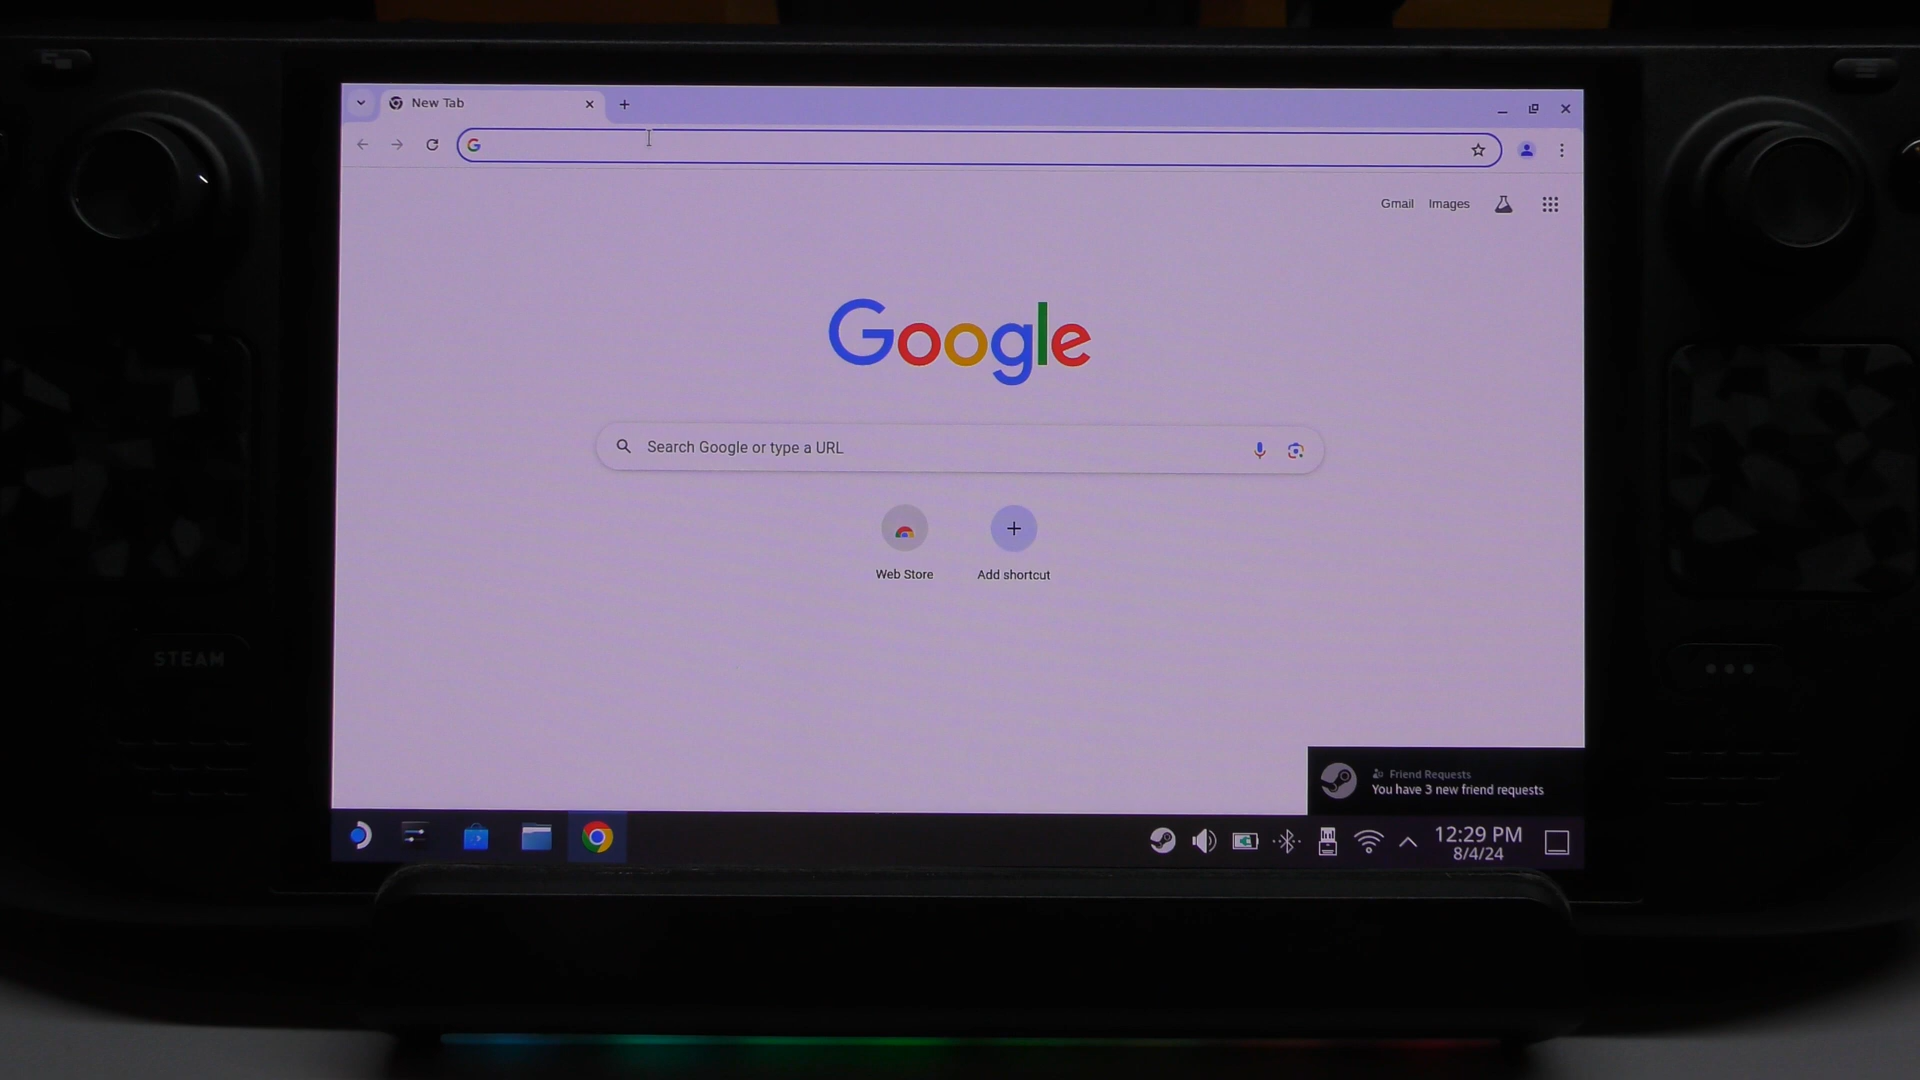 New Tab
Gmail Images
Google
Search Google or type a URL
Web Store Add shortcut
STEAM
Friend Requests
You have 3 new friend requests
12:29 PM
8/4/24